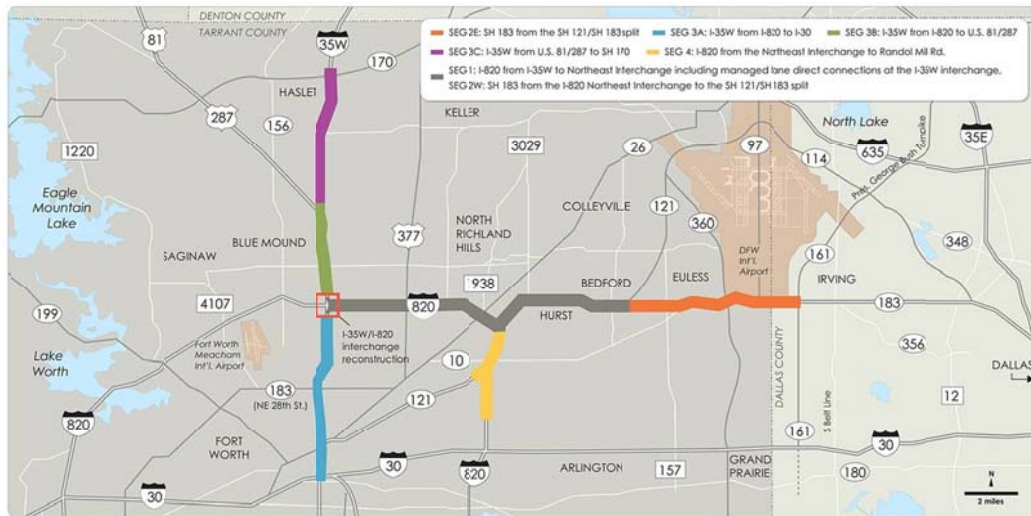 DENTON COUNTY
TARRANT COUNTY
SEG2E: SH 183 from the SH 121/SH 183split
SEG 3A: I-35W from I-820 to I-30
SEG 3B: I-35W from I-820 to U.S. 81/287
SEG3C: I-35W from U.S. 81/287 to SH 170
SEG 4: I-820 from the Northeast Interchange to Randol Mill Rd.
SEG1: I-820 from I-35W to Northeast Interchange including managed lane direct connections at the I-35W interchange,
SEG2W: SH 183 from the I-820 Northeast Interchange to the SH 121/SH183 split
81
35W
170
HASLET
287
156
KELLER
1220
3029
26
97
114
North Lake
635
35E
Pres. George Bush Turnpike
Eagle
Mountain
Lake
COLLEYVILLE
121
360
377
NORTH
RICHLAND
HILLS
BLUE MOUND
SAGINAW
DFW
Int'l.
Airport
161
348
EULESS
IRVING
BEDFORD
938
4107
820
HURST
183
199
I-35W/I-820
interchange
reconstruction
Fort Worth
Meacham
Int'l. Airport
Lake
Worth
10
356
DALLAS
DALLAS COUNTY
S Belt Line
183
(NE 28th St.)
121
12
820
161
FORT
WORTH
30
30
820
ARLINGTON
157
GRAND
PRAIRIE
180
30
N
2 miles